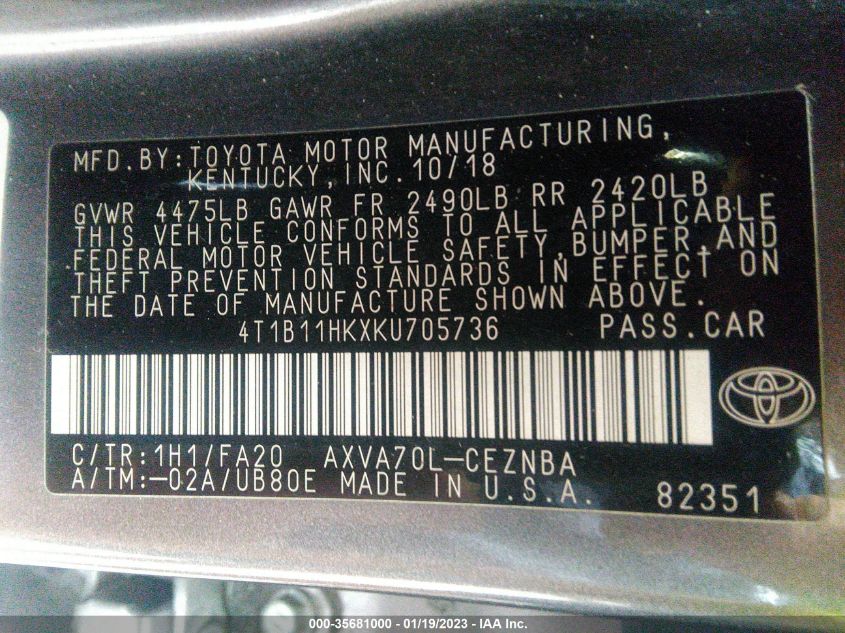 MFD.BY:TOYOTA MOTOR MANUFACTURING,
KENTUCKY,INC.10/18
GVWR 4475LB GAWR FR 2490LB RR 2420LB
THIS VEHICLE CONFORMS TO ALL APPLICABLE
FEDERAL MOTOR VEHICLE SAFETY,BUMPER,AND
THEFT PREVENTION STANDARDS IN EFFECT ON
THE DATE OF MANUFACTURE SHOWN ABOVE.
4T1B11HKXKU705736 PASS.CAR
C/TR:1H1/FA20 AXVA70L-CEZNBA
A/TM:-02A/UB80E MADE IN U.S.A. 82351
000-35681000 - 01/19/2023 - IAA Inc.